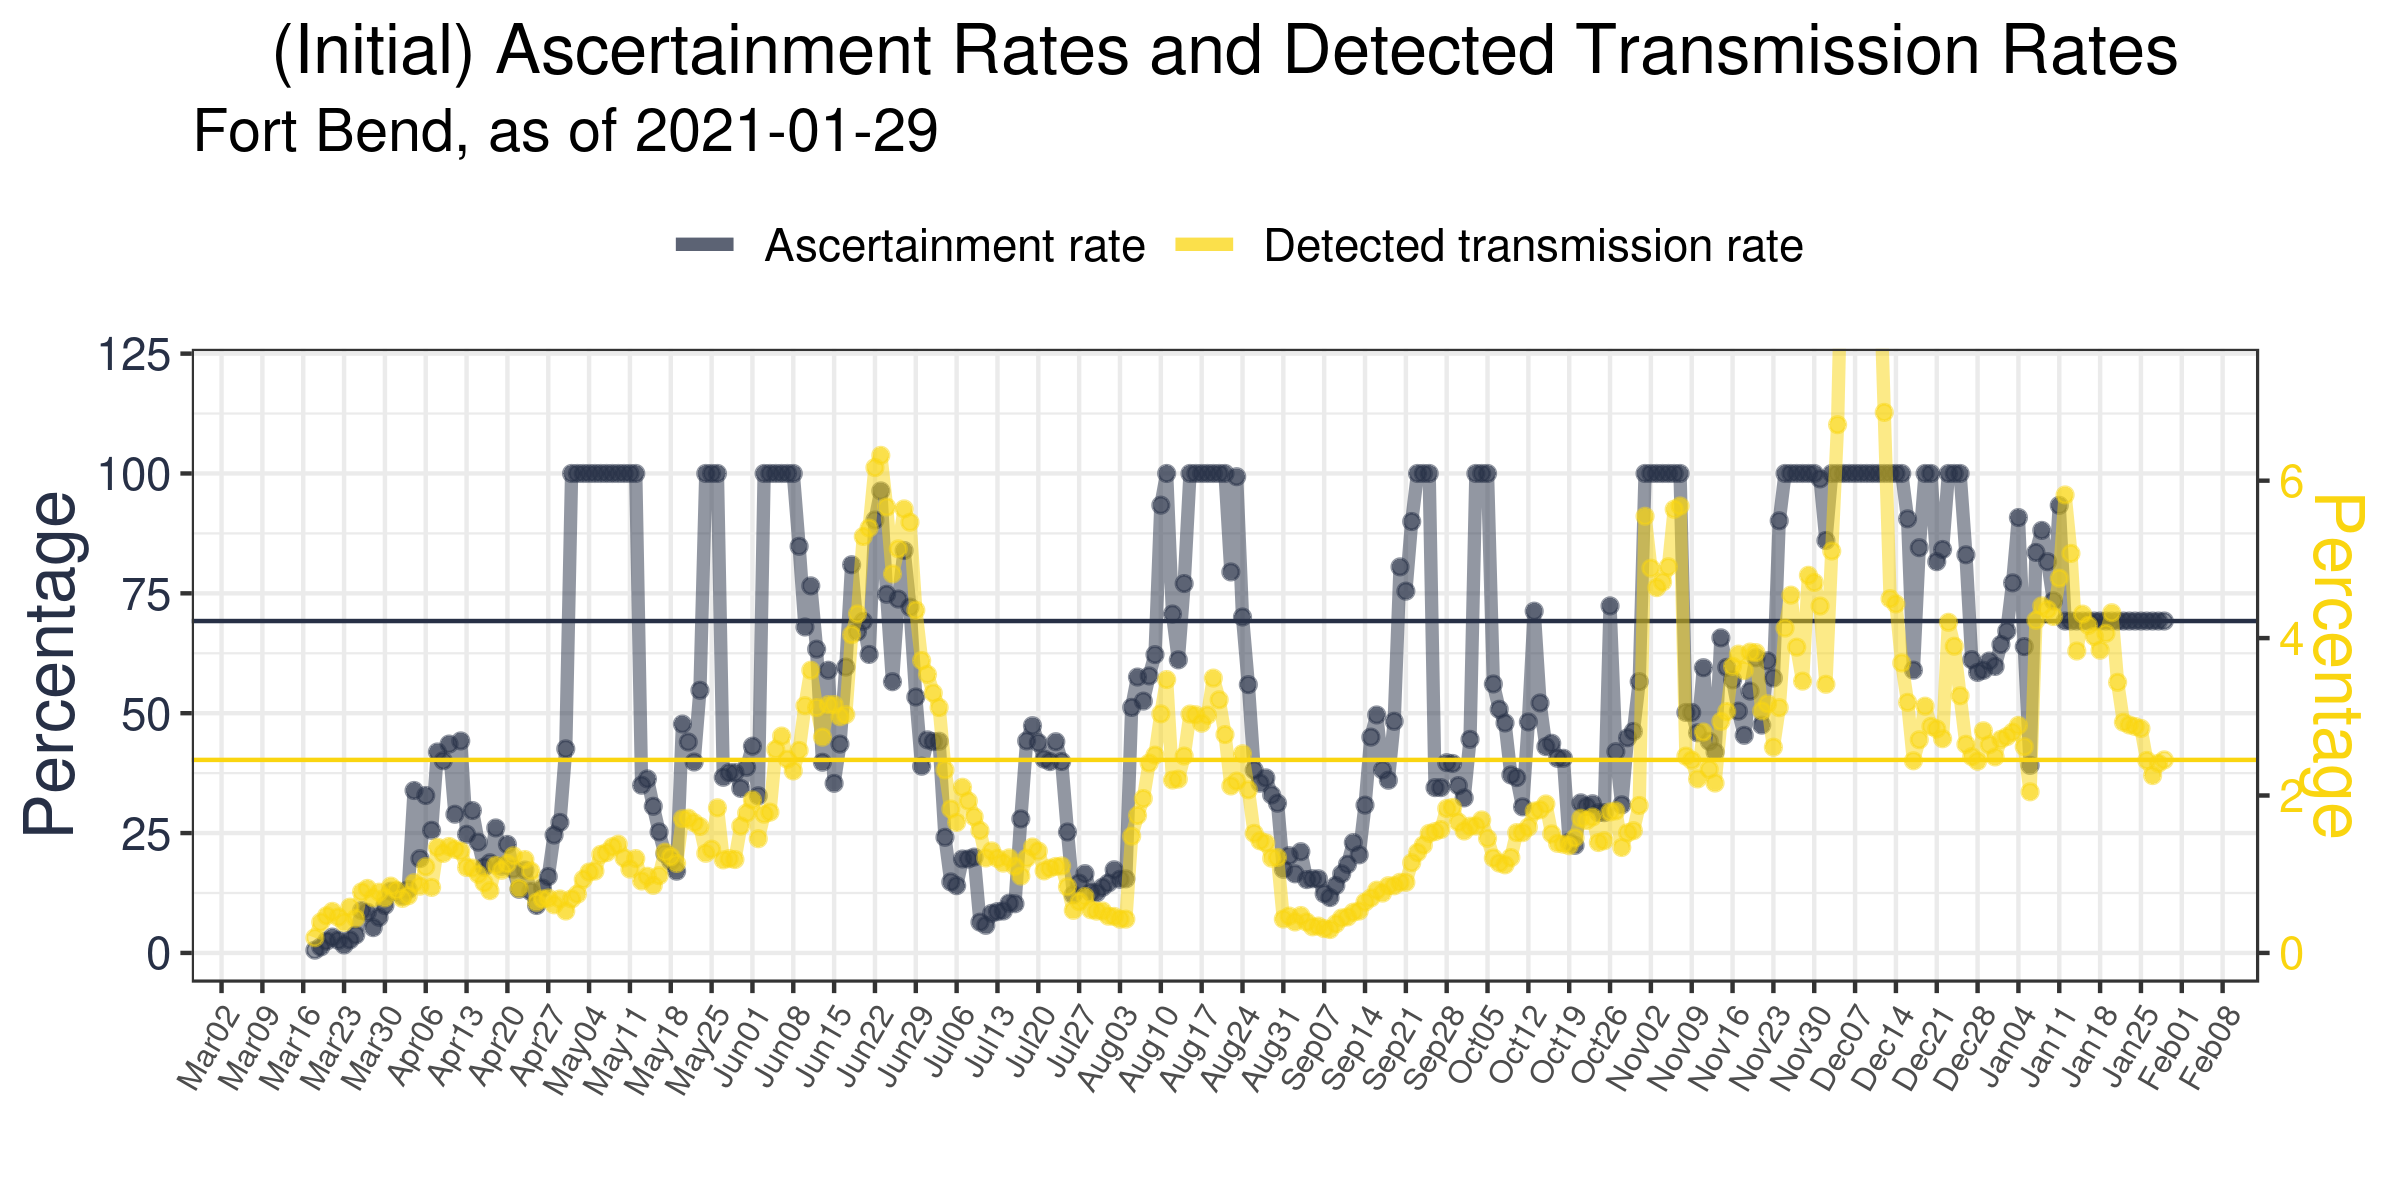 (Initial) Ascertainment Rates and Detected Transmission Rates
Fort Bend, as of 2021-01-29
Ascertainment rate Detected transmission rate
Percentage
125
100
75
50
25
0
6
4
2
0
Percentage
Mar02 Mar09 Mar16 Mar23 Mar30 Apr06 Apr13 Apr20 Apr27 May04 May11 May18 May25 Jun01 Jun08 Jun15 Jun22 Jun29 Jul06 Jul13 Jul20 Jul27 Aug03 Aug10 Aug17 Aug24 Aug31 Sep07 Sep14 Sep21 Sep28 Oct05 Oct12 Oct19 Oct26 Nov02 Nov09 Nov16 Nov23 Nov30 Dec07 Dec14 Dec21 Dec28 Jan04 Jan11 Jan18 Jan25 Feb01 Feb08